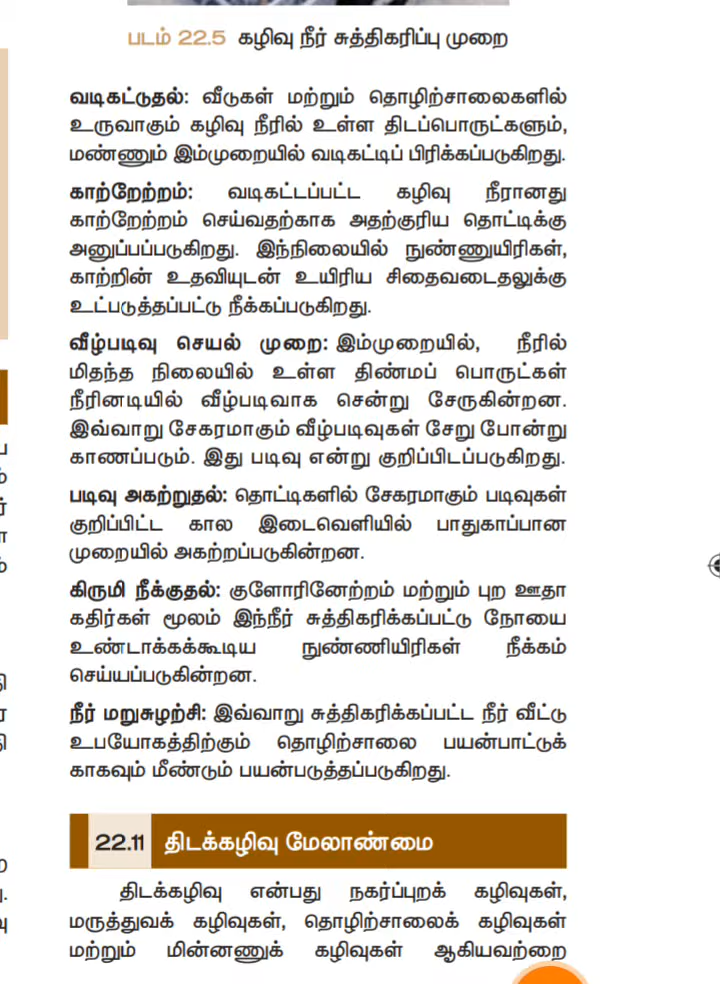 படம் 22.5 கழிவு நீர் சுத்திகரிப்பு முறை
வடிகட்டுதல்: வீடுகள் மற்றும் தொழிற்சாலைகளில்
உருவாகும் கழிவு நீரில் உள்ள திடப்பொருட்களும்,
மண்ணும் இம்முறையில் வடிகட்டிப் பிரிக்கப்படுகிறது.
காற்றேற்றம்: வடிகட்டப்பட்ட கழிவு நீரானது
காற்றேற்றம் செய்வதற்காக அதற்குரிய தொட்டிக்கு
அனுப்பப்படுகிறது. இந்நிலையில் நுண்ணுயிரிகள்,
காற்றின் உதவியுடன் உயிரிய சிதைவடைதலுக்கு
உட்படுத்தப்பட்டு நீக்கப்படுகிறது.
வீழ்படிவு செயல் முறை: இம்முறையில், நீரில்
மிதந்த நிலையில் உள்ள திண்மப் பொருட்கள்
நீரினடியில் வீழ்படிவாக சென்று சேருகின்றன.
இவ்வாறு சேகரமாகும் வீழ்படிவுகள் சேறு போன்று
காணப்படும். இது படிவு என்று குறிப்பிடப்படுகிறது.
படிவு அகற்றுதல்: தொட்டிகளில் சேகரமாகும் படிவுகள்
குறிப்பிட்ட கால இடைவெளியில் பாதுகாப்பான
முறையில் அகற்றப்படுகின்றன.
கிருமி நீக்குதல்: குளோரினேற்றம் மற்றும் புற ஊதா
கதிர்கள் மூலம் இந்நீர் சுத்திகரிக்கப்பட்டு நோயை
உண்டாக்கக்கூடிய நுண்ணியிரிகள் நீக்கம்
செய்யப்படுகின்றன.
நீர் மறுசுழற்சி: இவ்வாறு சுத்திகரிக்கப்பட்ட நீர் வீட்டு
உபயோகத்திற்கும் தொழிற்சாலை பயன்பாட்டுக்
காகவும் மீண்டும் பயன்படுத்தப்படுகிறது.
22.11 திடக்கழிவு மேலாண்மை
திடக்கழிவு என்பது நகர்ப்புறக் கழிவுகள்,
மருத்துவக் கழிவுகள், தொழிற்சாலைக் கழிவுகள்
மற்றும் மின்னணுக் கழிவுகள் ஆகியவற்றை